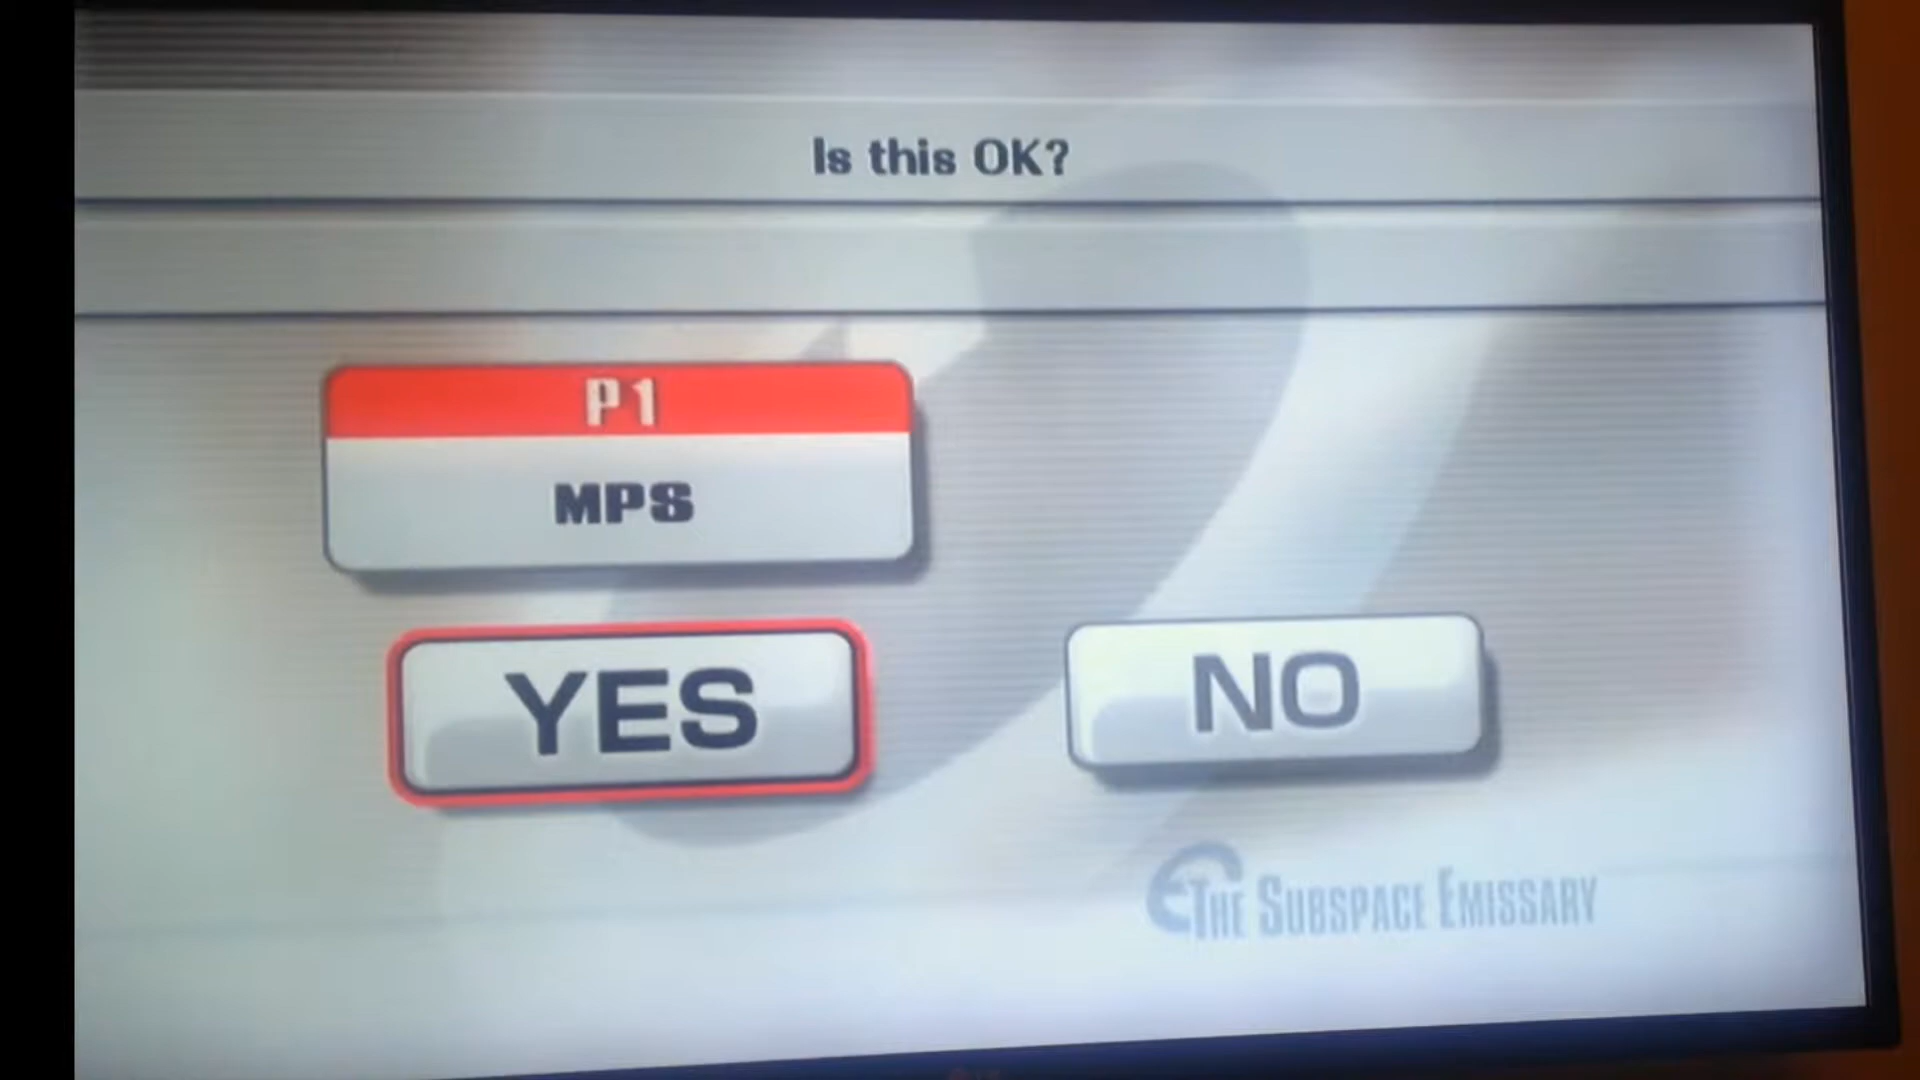 Is this OK?
P1
MPS
YES
NO
THE SUBSPACE EMISSARY